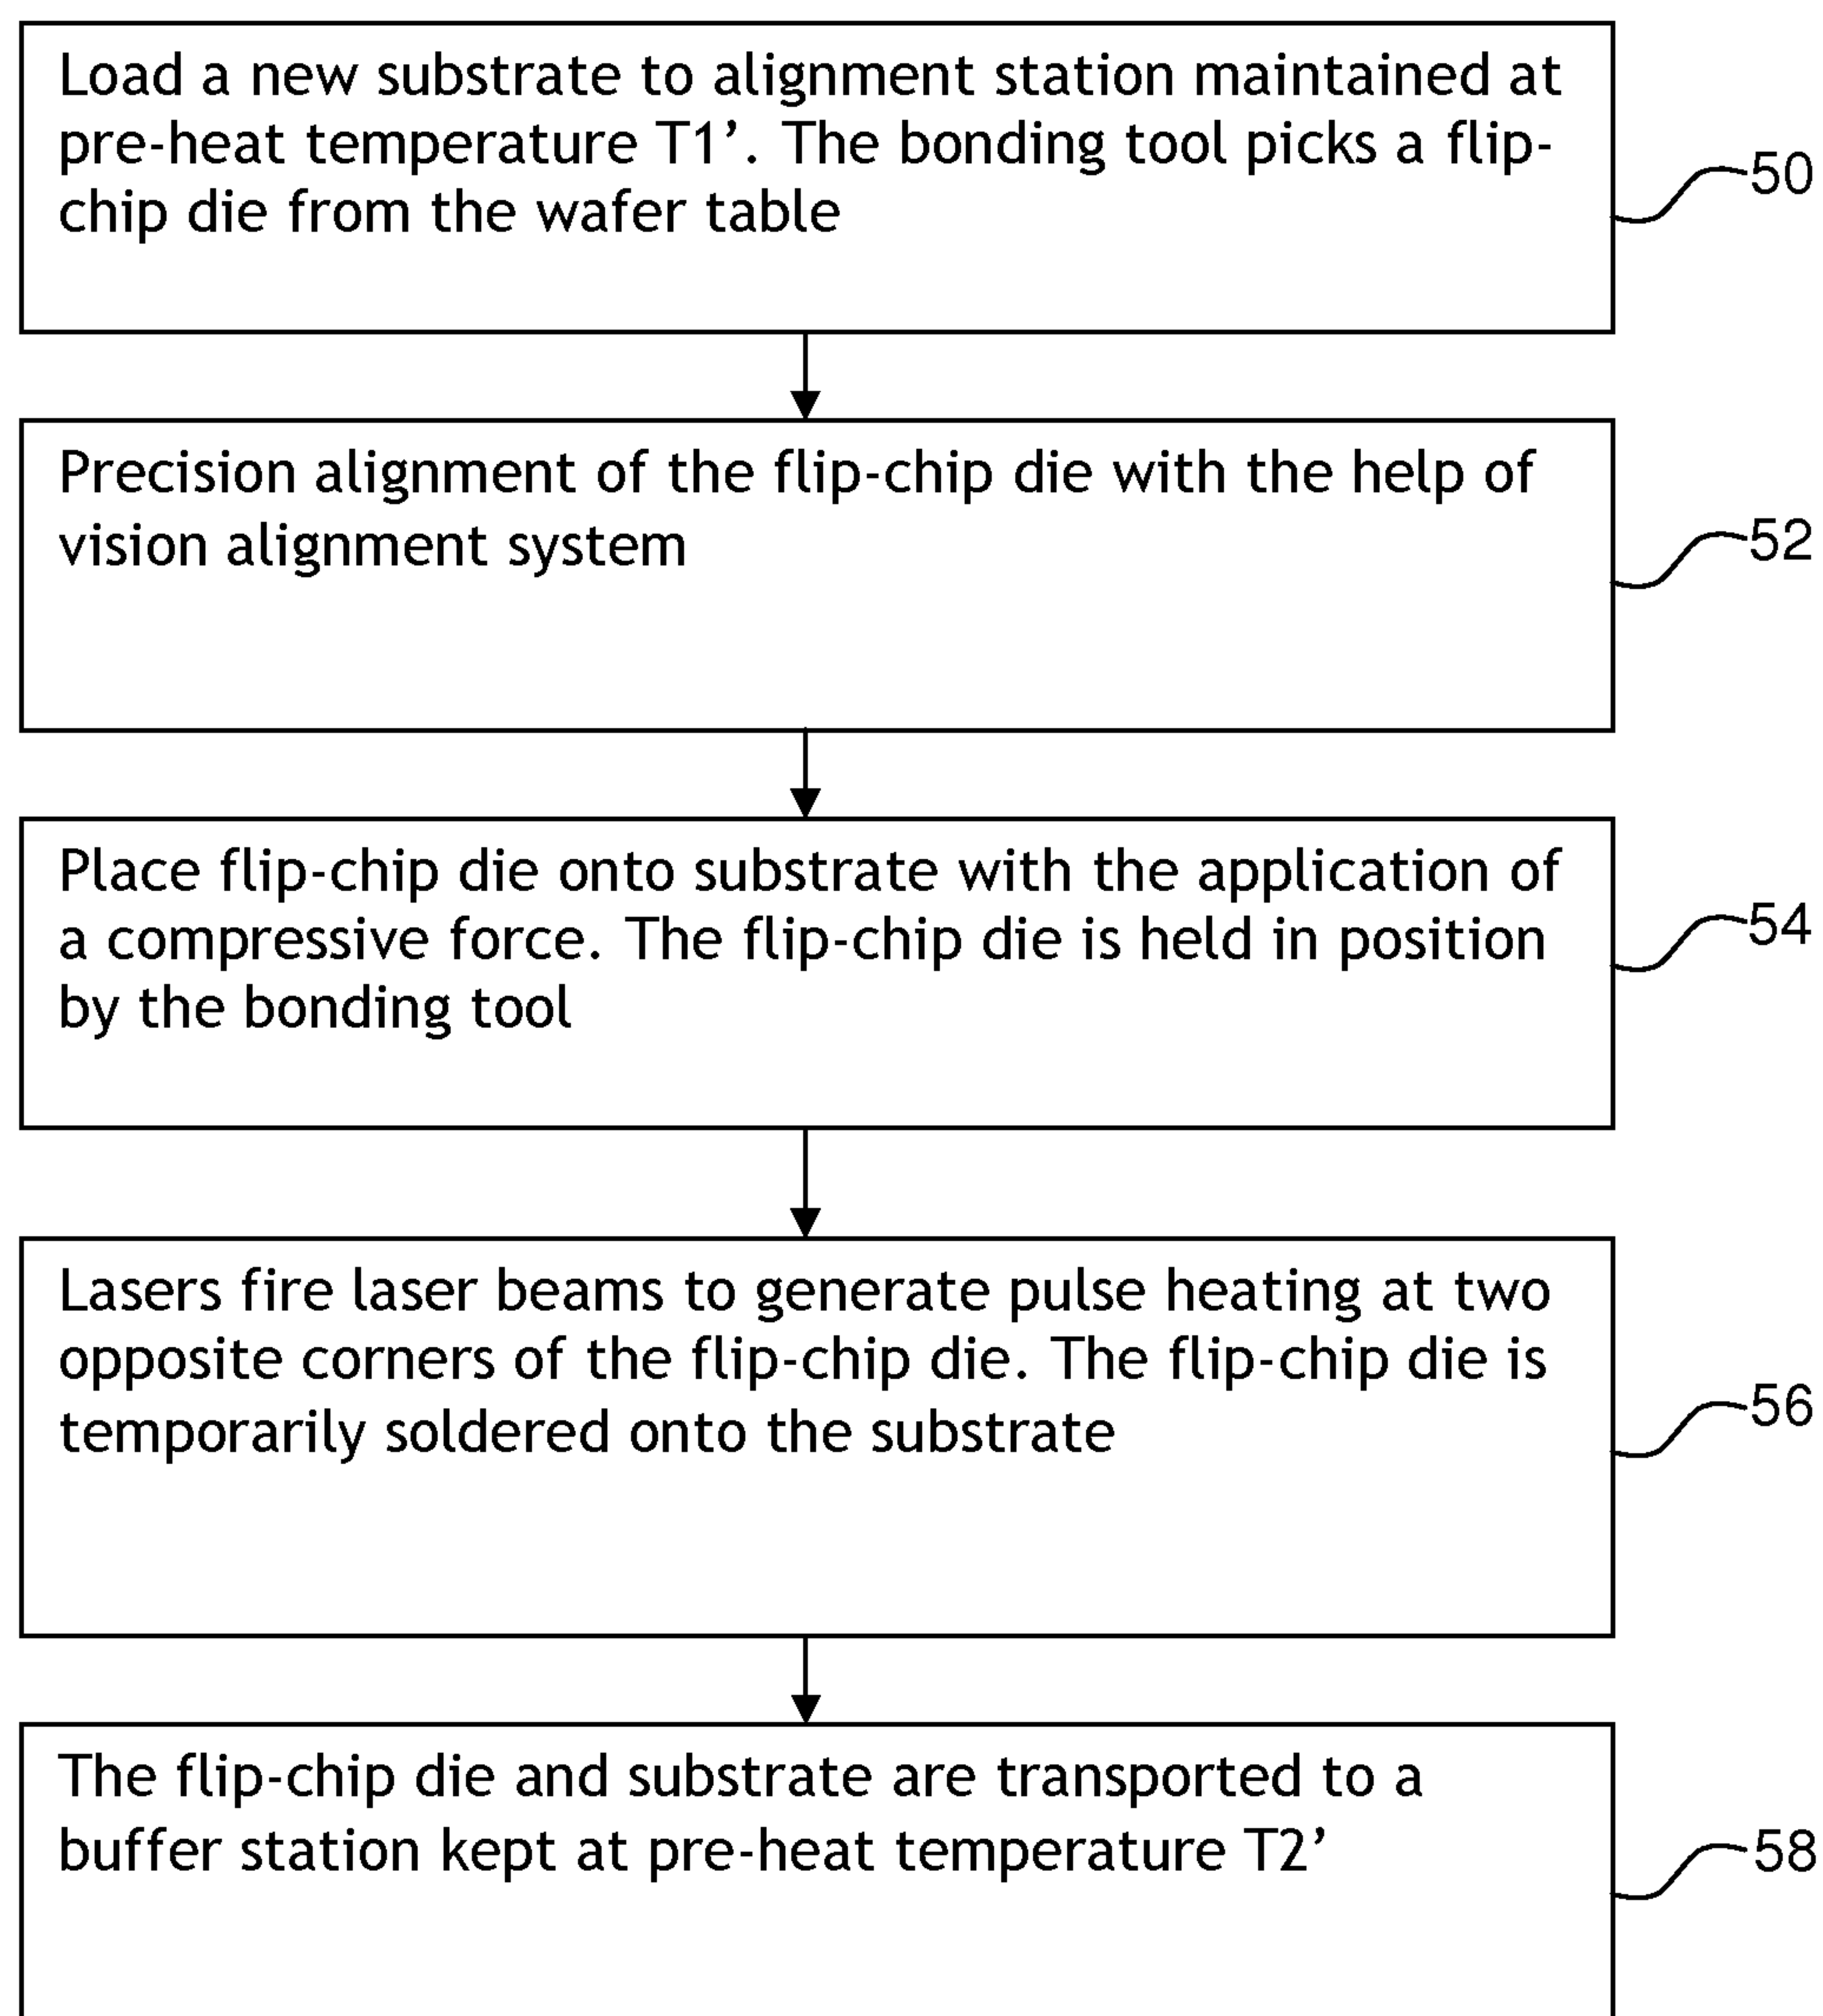 Load a new substrate to alignment station maintained at
pre-heat temperature T1’. The bonding tool picks a flip-
chip die from the wafer table
50
Precision alignment of the flip-chip die with the help of
vision alignment system
52
Place flip-chip die onto substrate with the application of
a compressive force. The flip-chip die is held in position
by the bonding tool
54
Lasers fire laser beams to generate pulse heating at two
opposite corners of the flip-chip die. The flip-chip die is
temporarily soldered onto the substrate
56
The flip-chip die and substrate are transported to a
buffer station kept at pre-heat temperature T2’
58